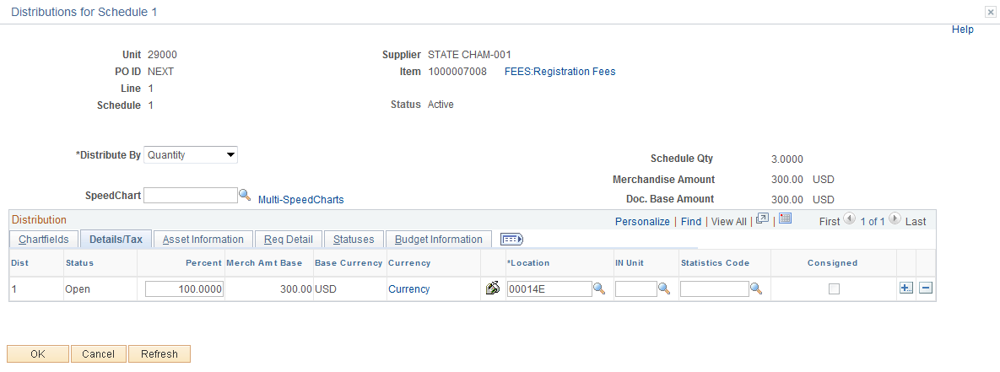 Distributions for Schedule 1
Help
Unit 29000 Supplier STATE CHAM-001
PO ID NEXT Item 1000007008 FEES:Registration Fees
Line 1
Schedule 1 Status Active
*Distribute By Quantity Schedule Qty 3.0000
Merchandise Amount 300.00 USD
SpeedChart Multi-SpeedCharts Doc. Base Amount 300.00 USD
Distribution Personalize | Find | View All | | First 1 of 1 Last
Chartfields Details/Tax Asset Information Req Detail Statuses Budget Information
Dist Status Percent Merch Amt Base Base Currency Currency *Location IN Unit Statistics Code Consigned
1 Open 100.0000 300.00 USD Currency 00014E
OK Cancel Refresh